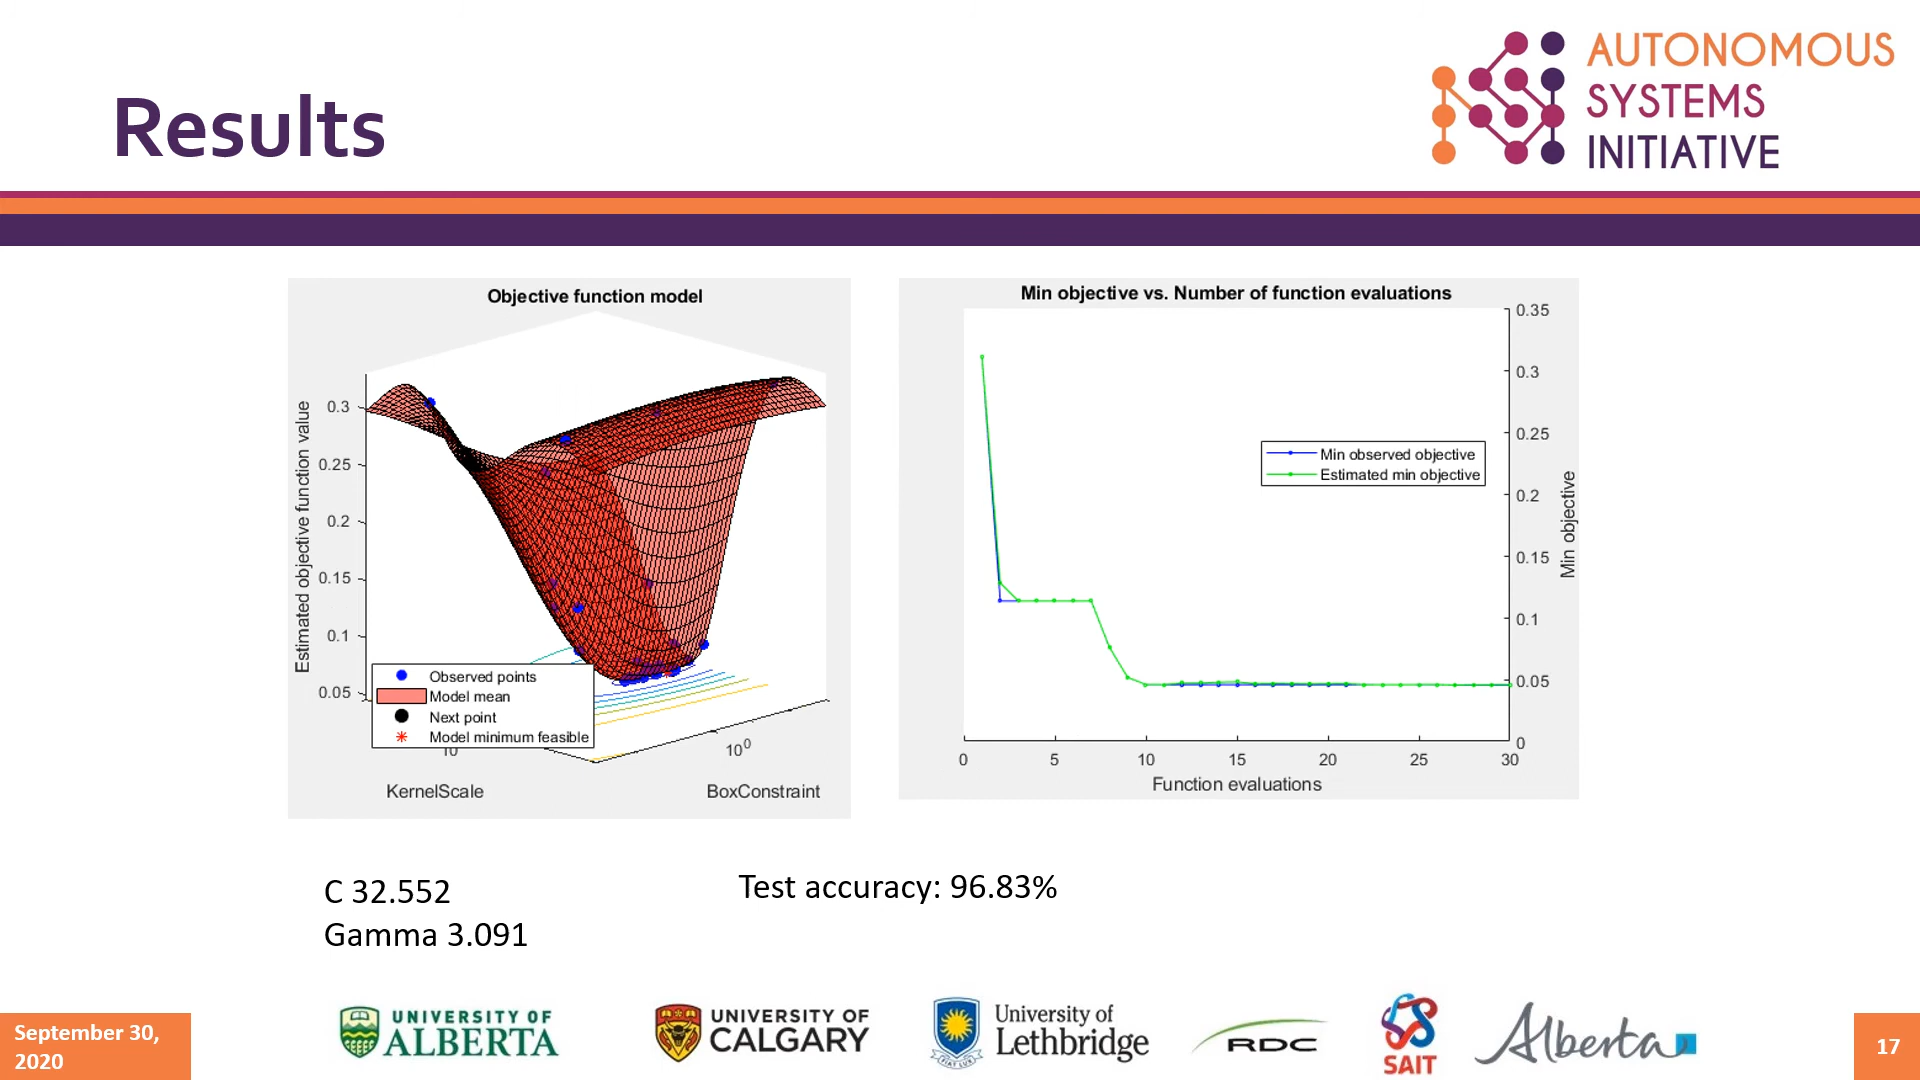 Results
AUTONOMOUS
SYSTEMS
INITIATIVE
Objective function model
Estimated objective function value
0.3
0.25
0.2
0.15
0.1
0.05
Observed points
Model mean
Next point
Model minimum feasible
10⁰
KernelScale
BoxConstraint
Min objective vs. Number of function evaluations
Min observed objective
Estimated min objective
0.35
0.3
0.25
0.2
0.15
0.1
0.05
0
Min objective
0 5 10 15 20 25 30
Function evaluations
C 32.552
Gamma 3.091
Test accuracy: 96.83%
September 30,
2020
UNIVERSITY OF
ALBERTA
UNIVERSITY OF
CALGARY
FIAT LUX
University of
Lethbridge
RDC
SAIT
Alberta
17